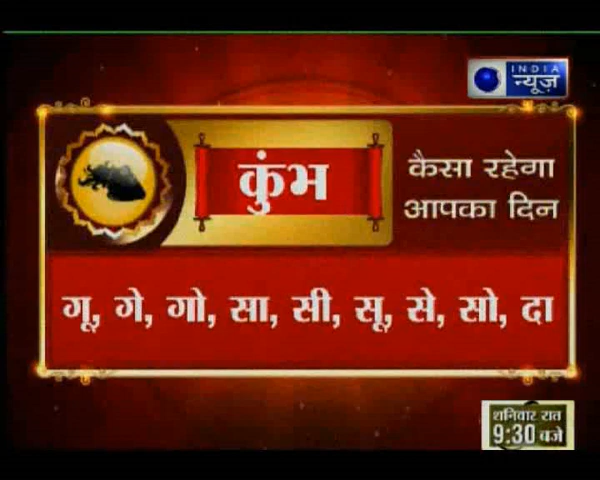 INDIA
न्यूज़
कुंभ
कैसा रहेगा
आपका दिन
गू, गे, गो, सा, सी, सू, से, सो, दा
शनिवार रात
9:30 बजे